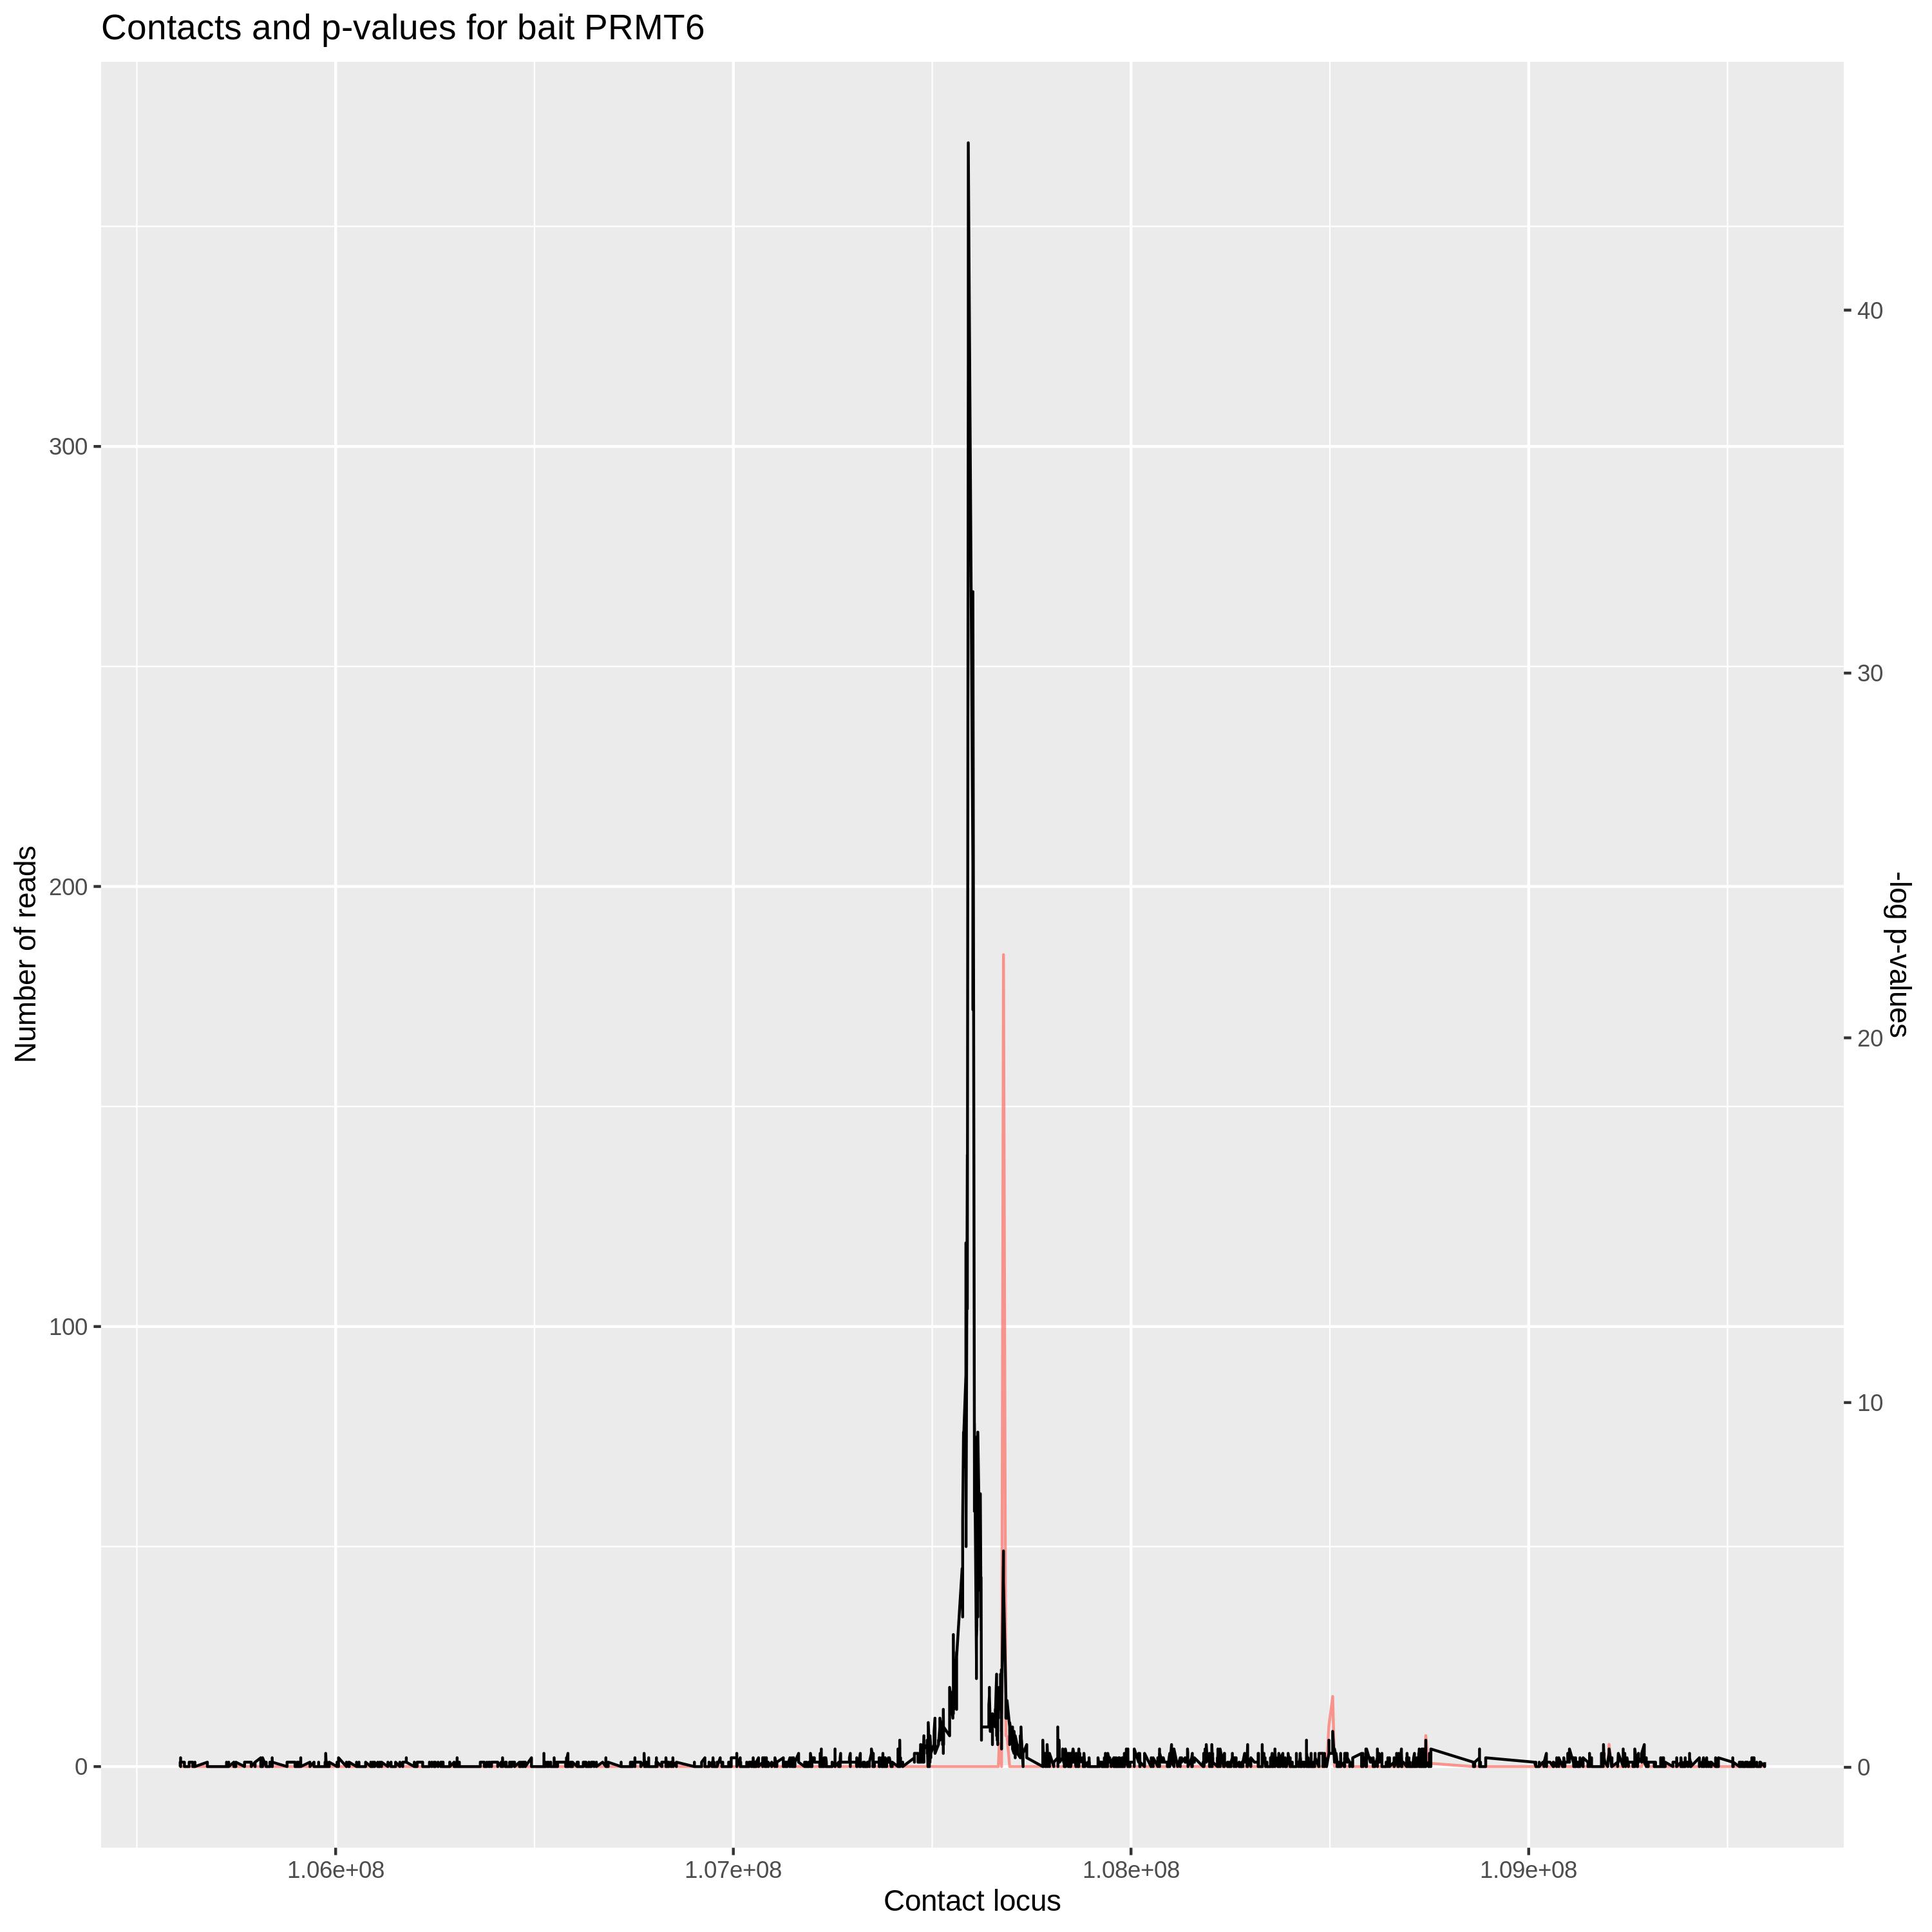 Contacts and p-values for bait PRMT6
Number of reads
300
200
100
0
40
30
20
10
0
-log p-values
1.06e+08
1.07e+08
1.08e+08
1.09e+08
Contact locus